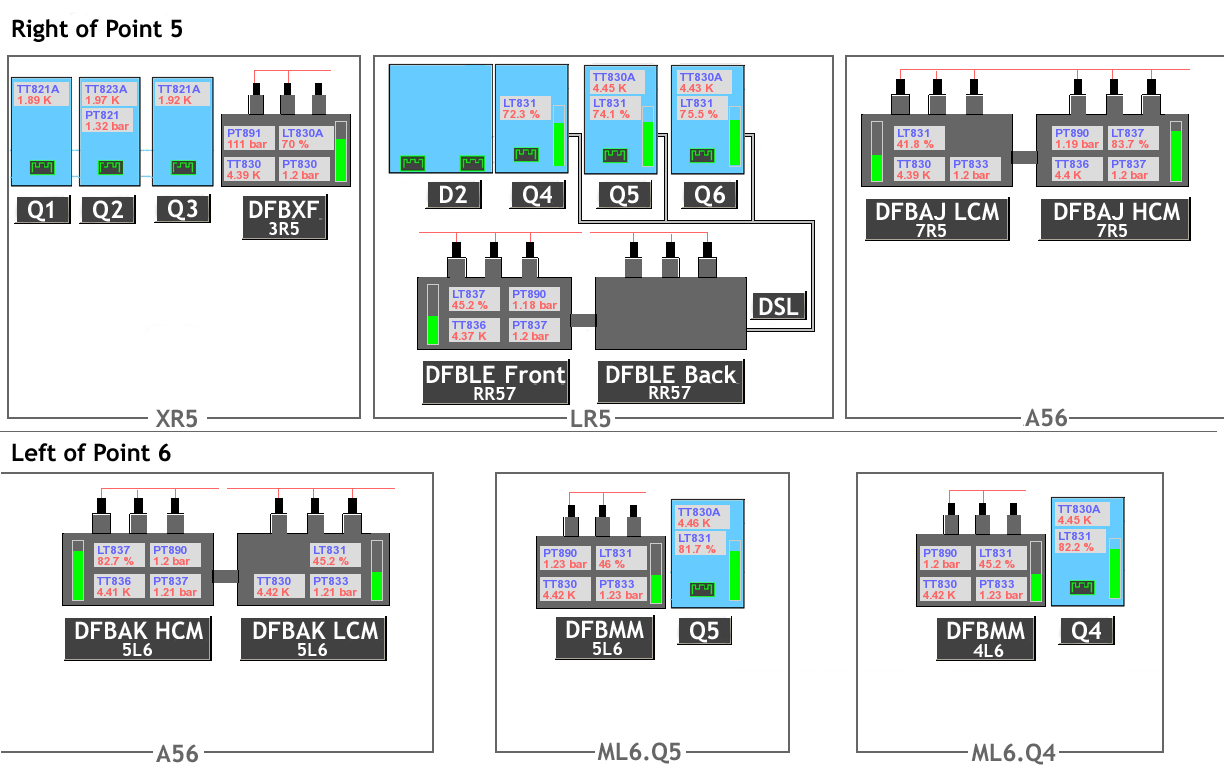 Right of Point 5
TT821A
1.89 K
Q1
TT823A
1.97 K
PT821
1.32 bar
Q2
TT821A
1.92 K
Q3
PT891
111 bar
LT830A
70 %
TT830
4.39 K
PT830
1.2 bar
DFBXF
3R5
XR5
D2
LT831
72.3 %
Q4
TT830A
4.45 K
LT831
74.1 %
Q5
TT830A
4.43 K
LT831
75.5 %
Q6
LT837
45.2 %
PT890
1.18 bar
TT836
4.37 K
PT837
1.2 bar
DSL
DFBLE Front
RR57
DFBLE Back
RR57
LR5
LT831
41.8 %
TT830
4.39 K
PT833
1.2 bar
DFBAJ LCM
7R5
PT890
1.19 bar
LT837
83.7 %
TT836
4.4 K
PT837
1.2 bar
DFBAJ HCM
7R5
A56
Left of Point 6
LT837
82.7 %
PT890
1.2 bar
TT836
4.41 K
PT837
1.21 bar
DFBAK HCM
5L6
LT831
45.2 %
TT830
4.42 K
PT833
1.21 bar
DFBAK LCM
5L6
A56
PT890
1.23 bar
LT831
46 %
TT830
4.42 K
PT833
1.23 bar
DFBMM
5L6
TT830A
4.46 K
LT831
81.7 %
Q5
ML6.Q5
PT890
1.2 bar
LT831
45.2 %
TT830
4.42 K
PT833
1.23 bar
DFBMM
4L6
TT830A
4.45 K
LT831
82.2 %
Q4
ML6.Q4